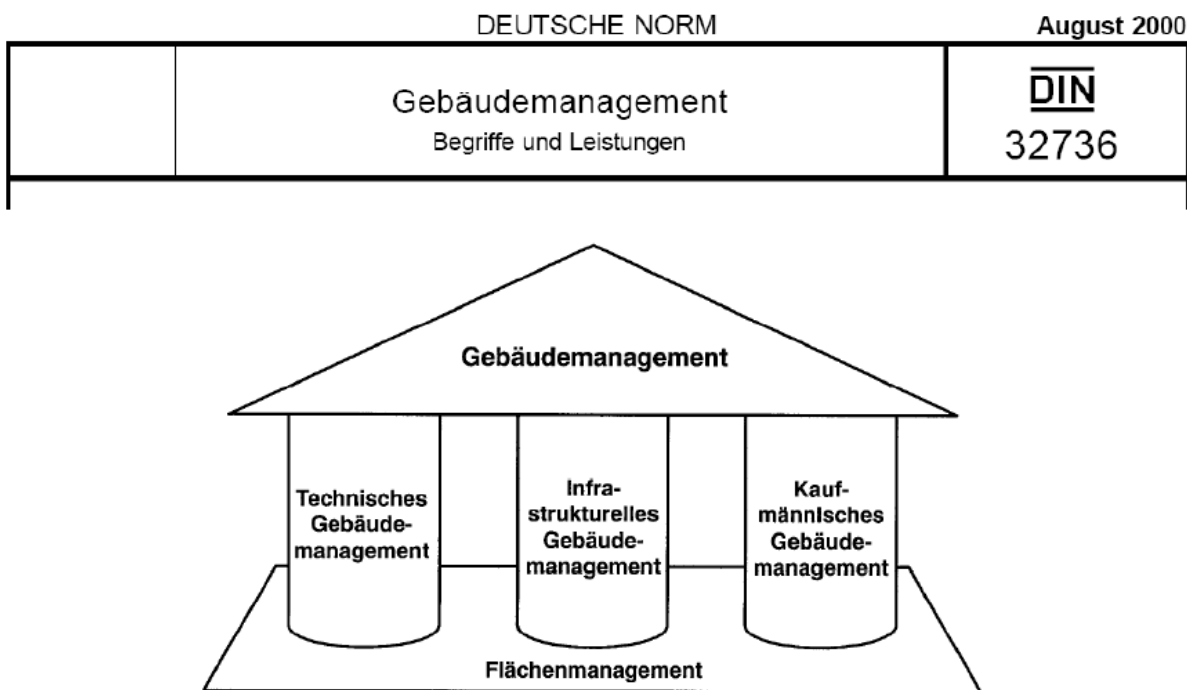 DEUTSCHE NORM
August 2000
Gebäudemanagement
Begriffe und Leistungen
DIN
32736
Gebäudemanagement
Technisches
Gebäude-
management
Infra-
strukturelles
Gebäude-
management
Kauf-
männisches
Gebäude-
management
Flächenmanagement